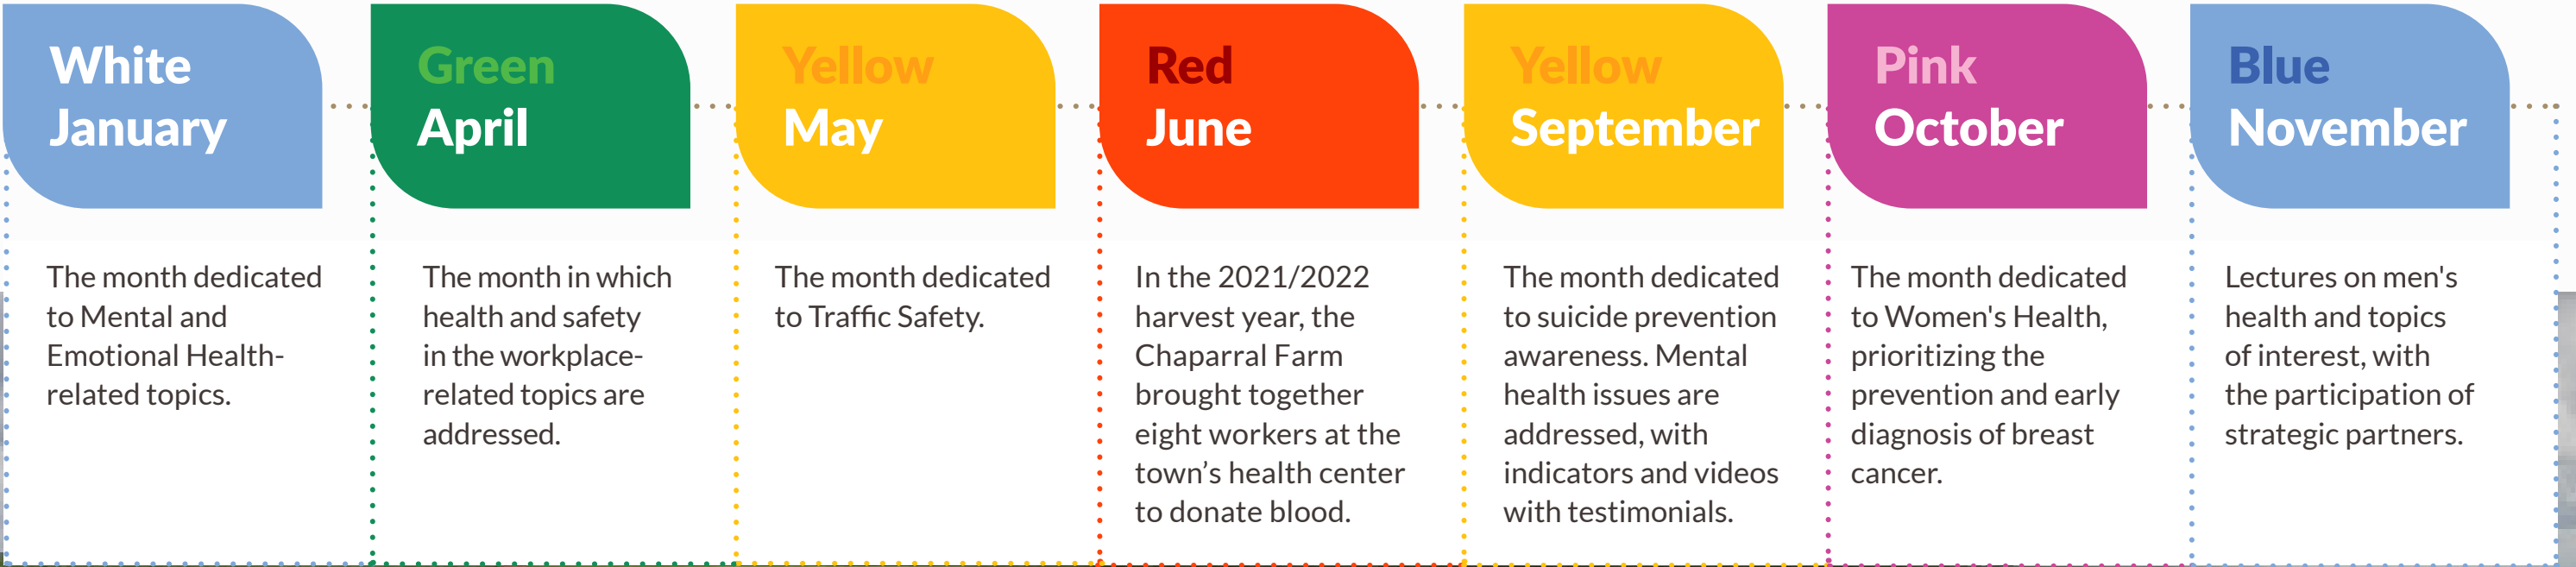 White
January
The month dedicated
to Mental and
Emotional Health-
related topics.
Green
April
The month in which
health and safety
in the workplace-
related topics are
addressed.
Yellow
May
The month dedicated
to Traffic Safety.
Red
June
In the 2021/2022
harvest year, the
Chaparral Farm
brought together
eight workers at the
town’s health center
to donate blood.
Yellow
September
The month dedicated
to suicide prevention
awareness. Mental
health issues are
addressed, with
indicators and videos
with testimonials.
Pink
October
The month dedicated
to Women's Health,
prioritizing the
prevention and early
diagnosis of breast
cancer.
Blue
November
Lectures on men's
health and topics
of interest, with
the participation of
strategic partners.